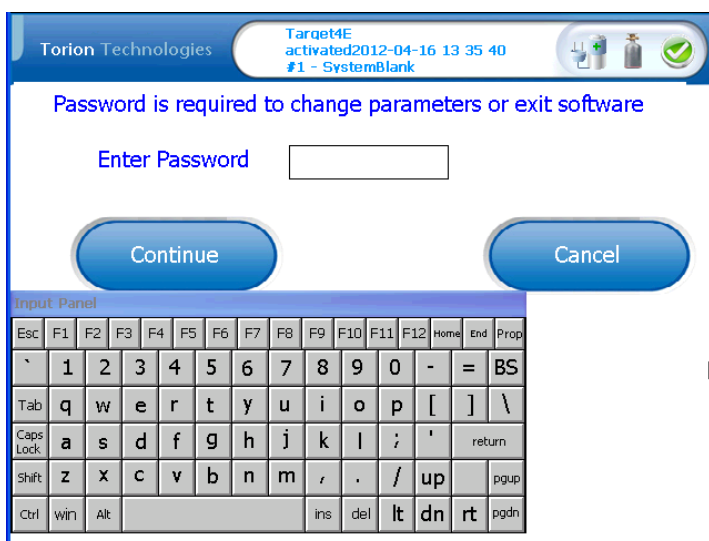 Torion Technologies
Target4E
activated2012-04-16 13 35 40
#1 - SystemBlank
Password is required to change parameters or exit software
Enter Password
Continue
Cancel
Input Panel
Esc F1 F2 F3 F4 F5 F6 F7 F8 F9 F10 F11 F12 Home End Prop
` 1 2 3 4 5 6 7 8 9 0 - = BS
Tab q w e r t y u i o p [ ] \
Caps Lock a s d f g h j k l ; ' return
Shift z x c v b n m , . / up pgup
Ctrl win Alt ins del lt dn rt pgdn